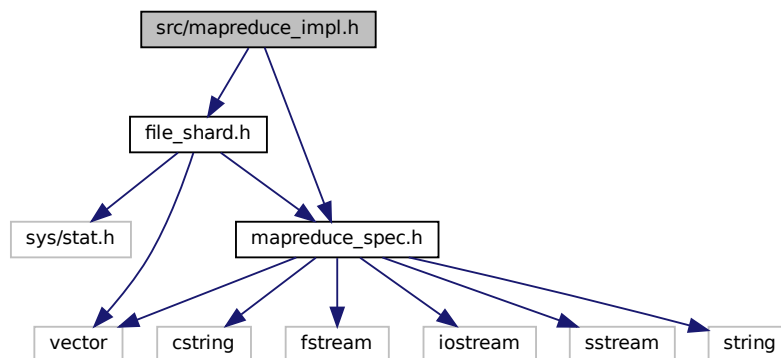 src/mapreduce_impl.h
file_shard.h
sys/stat.h
mapreduce_spec.h
vector
cstring
fstream
iostream
sstream
string